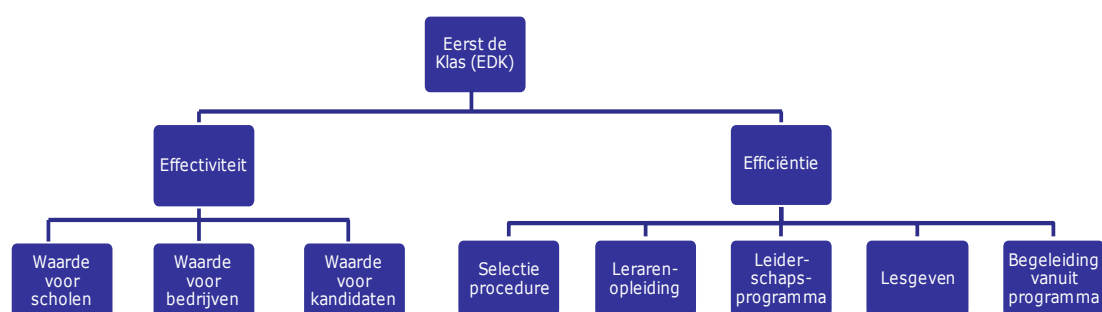 Eerst de
Klas (EDK)
Effectiviteit
Efficiëntie
Waarde
voor
scholen
Waarde
voor
bedrijven
Waarde
voor
kandidaten
Selectie
procedure
Leraren-
opleiding
Leider-
schaps-
programma
Lesgeven
Begeleiding
vanuit
programma